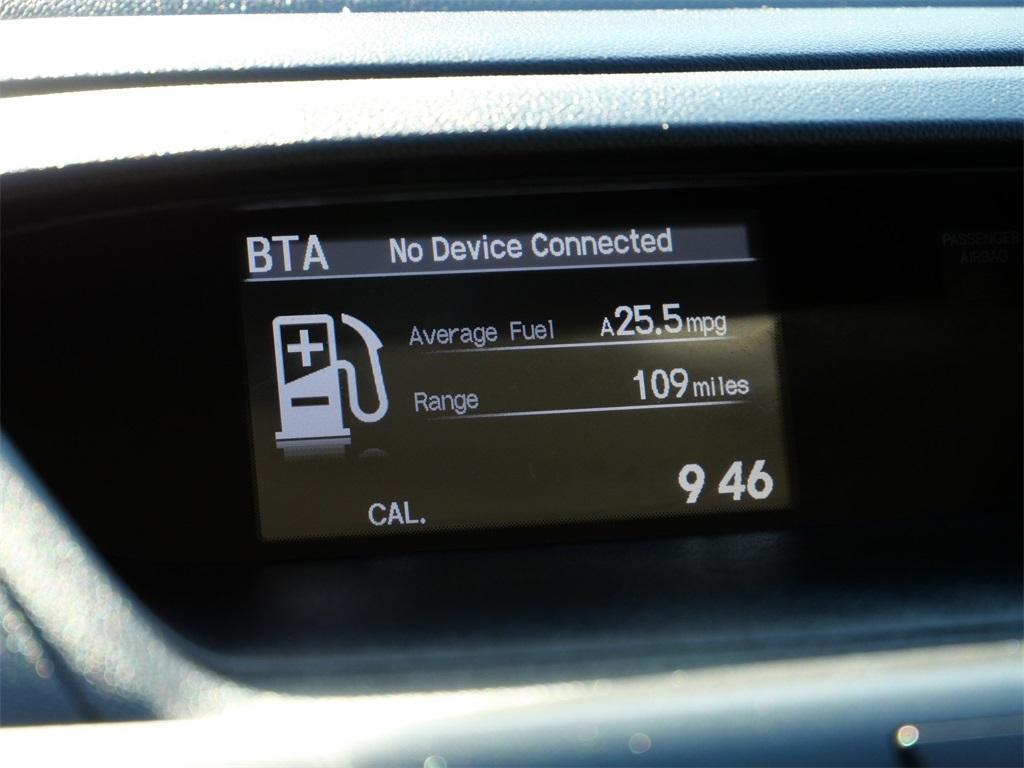 BTA No Device Connected
Average Fuel A25.5mpg
Range 109miles
9 46
CAL.
PASSENGER
AIRBAG